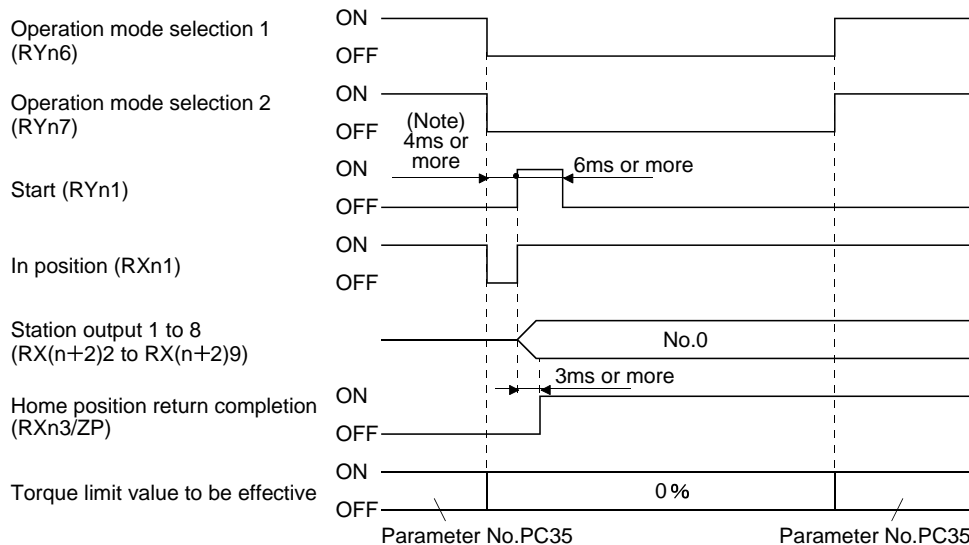 Operation mode selection 1
(RYn6)
ON
OFF
Operation mode selection 2
(RYn7)
ON
OFF
(Note)
4ms or
more
Start (RYn1)
ON
OFF
6ms or more
In position (RXn1)
ON
OFF
Station output 1 to 8
(RX(n+2)2 to RX(n+2)9)
No.0
3ms or more
Home position return completion
(RXn3/ZP)
ON
OFF
Torque limit value to be effective
ON
OFF
0%
Parameter No.PC35
Parameter No.PC35